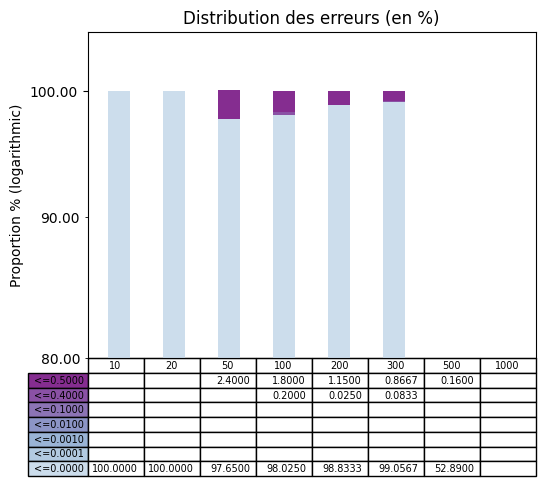 Distribution des erreurs (en %)
Proportion % (logarithmic)
100.00
90.00
80.00
10 20 50 100 200 300 500 1000
<=0.5000 2.4000 1.8000 1.1500 0.8667 0.1600
<=0.4000 0.2000 0.0250 0.0833
<=0.1000
<=0.0100
<=0.0010
<=0.0001
<=0.0000 100.0000 100.0000 97.6500 98.0250 98.8333 99.0567 52.8900